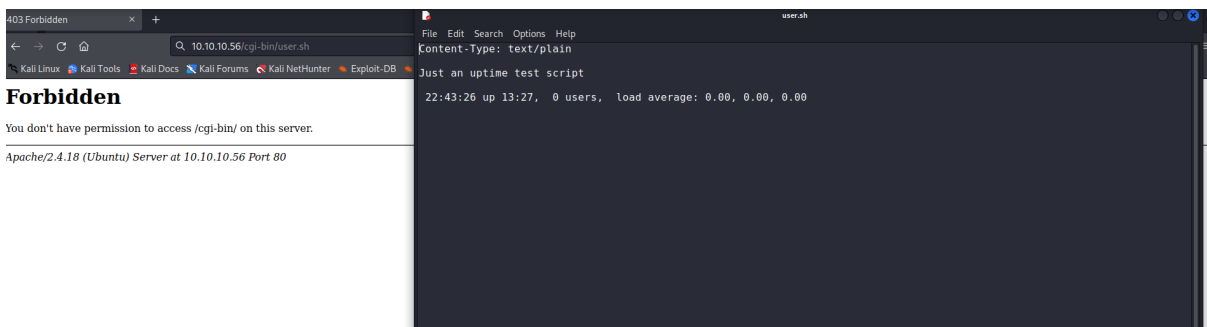 403 Forbidden
10.10.10.56/cgi-bin/user.sh
Kali Linux Kali Tools Kali Docs Kali Forums Kali NetHunter Exploit-DB
Forbidden
You don't have permission to access /cgi-bin/ on this server.
Apache/2.4.18 (Ubuntu) Server at 10.10.10.56 Port 80
user.sh
File Edit Search Options Help
Content-Type: text/plain
Just an uptime test script
22:43:26 up 13:27, 0 users, load average: 0.00, 0.00, 0.00